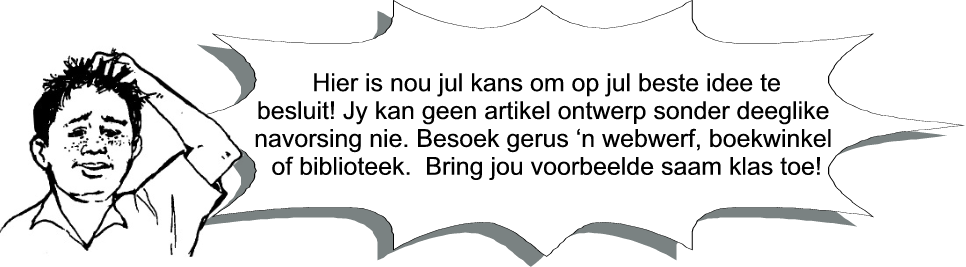 Hier is nou jul kans om op jul beste idee te
besluit! Jy kan geen artikel ontwerp sonder deeglike
navorsing nie. Besoek gerus ‘n webwerf, boekwinkel
of biblioteek.  Bring jou voorbeelde saam klas toe!